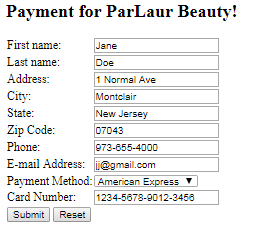 Payment for ParLaur Beauty!
First name: Jane
Last name: Doe
Address: 1 Normal Ave
City: Montclair
State: New Jersey
Zip Code: 07043
Phone: 973-655-4000
E-mail Address: jj@gmail.com
Payment Method: American Express
Card Number: 1234-5678-9012-3456
Submit Reset